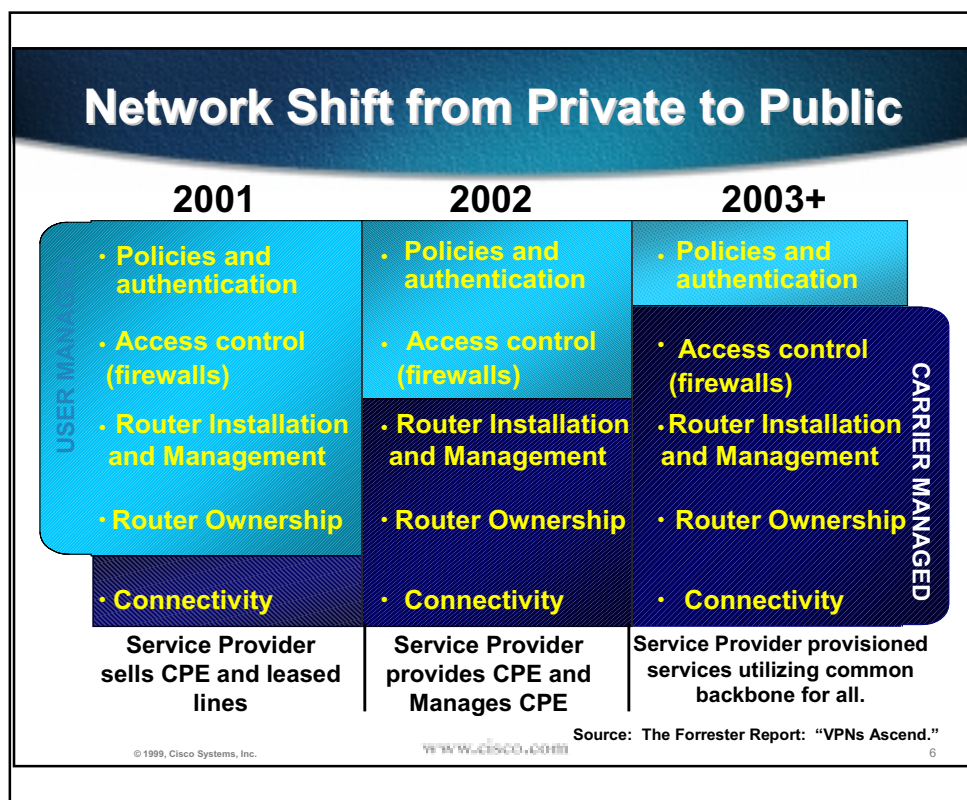 Network Shift from Private to Public
2001
2002
2003+
USER MANAGED
• Policies and
authentication
• Access control
(firewalls)
• Router Installation
and Management
• Router Ownership
• Connectivity
• Policies and
authentication
• Access control
(firewalls)
• Router Installation
and Management
• Router Ownership
• Connectivity
• Policies and
authentication
• Access control
(firewalls)
• Router Installation
and Management
• Router Ownership
• Connectivity
CARRIER MANAGED
Service Provider
sells CPE and leased
lines
Service Provider
provides CPE and
Manages CPE
Service Provider provisioned
services utilizing common
backbone for all.
Source: The Forrester Report: “VPNs Ascend.”
© 1999, Cisco Systems, Inc.
www.cisco.com
6